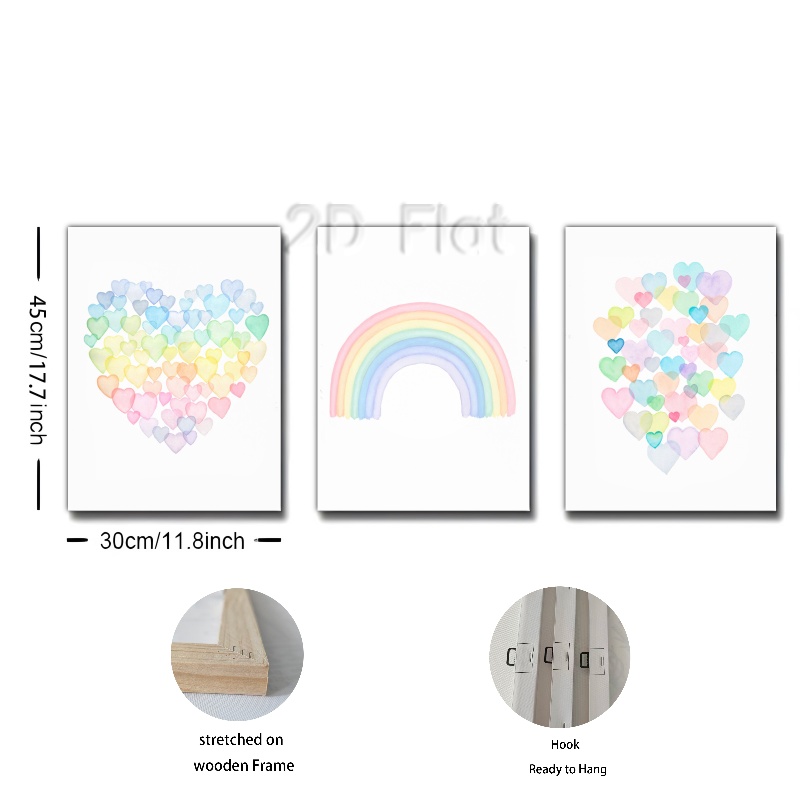 2D Flat
45cm/17.7inch
30cm/11.8inch
stretched on
wooden Frame
Hook
Ready to Hang